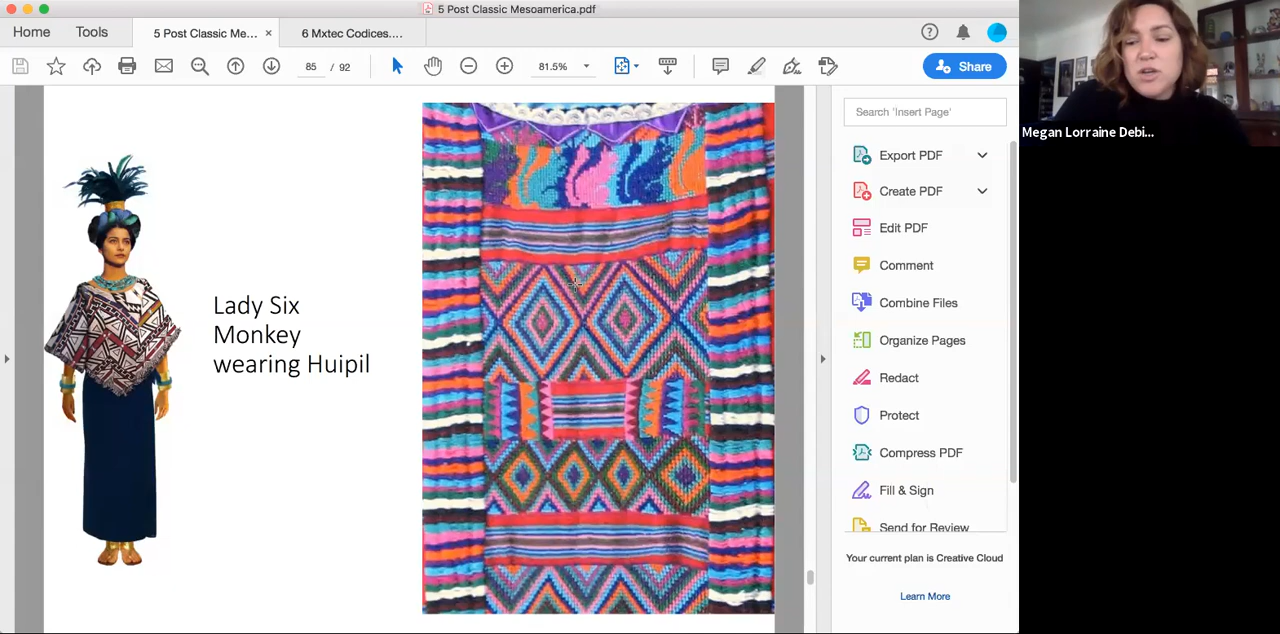 5 Post Classic Mesoamerica.pdf
Home
Tools
5 Post Classic Me... ×
6 Mxtec Codices....
85 / 92
81.5%
Share
Megan Lorraine Debi...
Search 'Insert Page'
Export PDF
Create PDF
Edit PDF
Comment
Combine Files
Organize Pages
Redact
Protect
Compress PDF
Fill & Sign
Send for Review
Your current plan is Creative Cloud
Learn More
Lady Six
Monkey
wearing Huipil